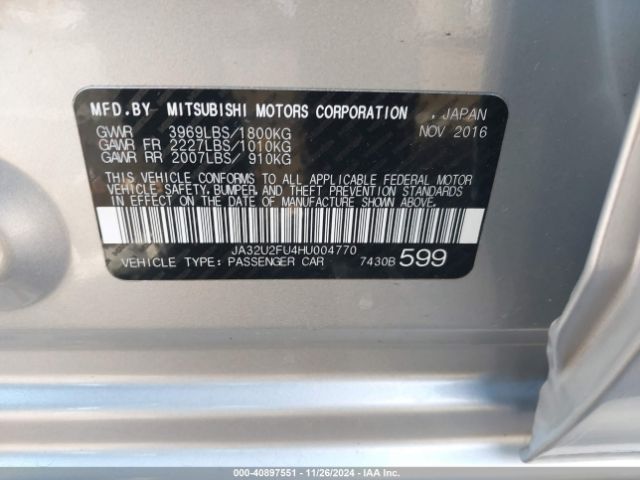 MFD.BY MITSUBISHI MOTORS CORPORATION , JAPAN
GVWR 3969LBS/1800KG NOV 2016
GAWR FR 2227LBS/1010KG
GAWR RR 2007LBS/ 910KG
THIS VEHICLE CONFORMS TO ALL APPLICABLE FEDERAL MOTOR
VEHICLE SAFETY, BUMPER AND THEFT PREVENTION STANDARDS
IN EFFECT ON THE DATE OF MANUFACTURE SHOWN ABOVE.
JA32U2FU4HU004770
VEHICLE TYPE: PASSENGER CAR 7430B 599
000-40897551 | 11/26/2024 - IAA Inc.